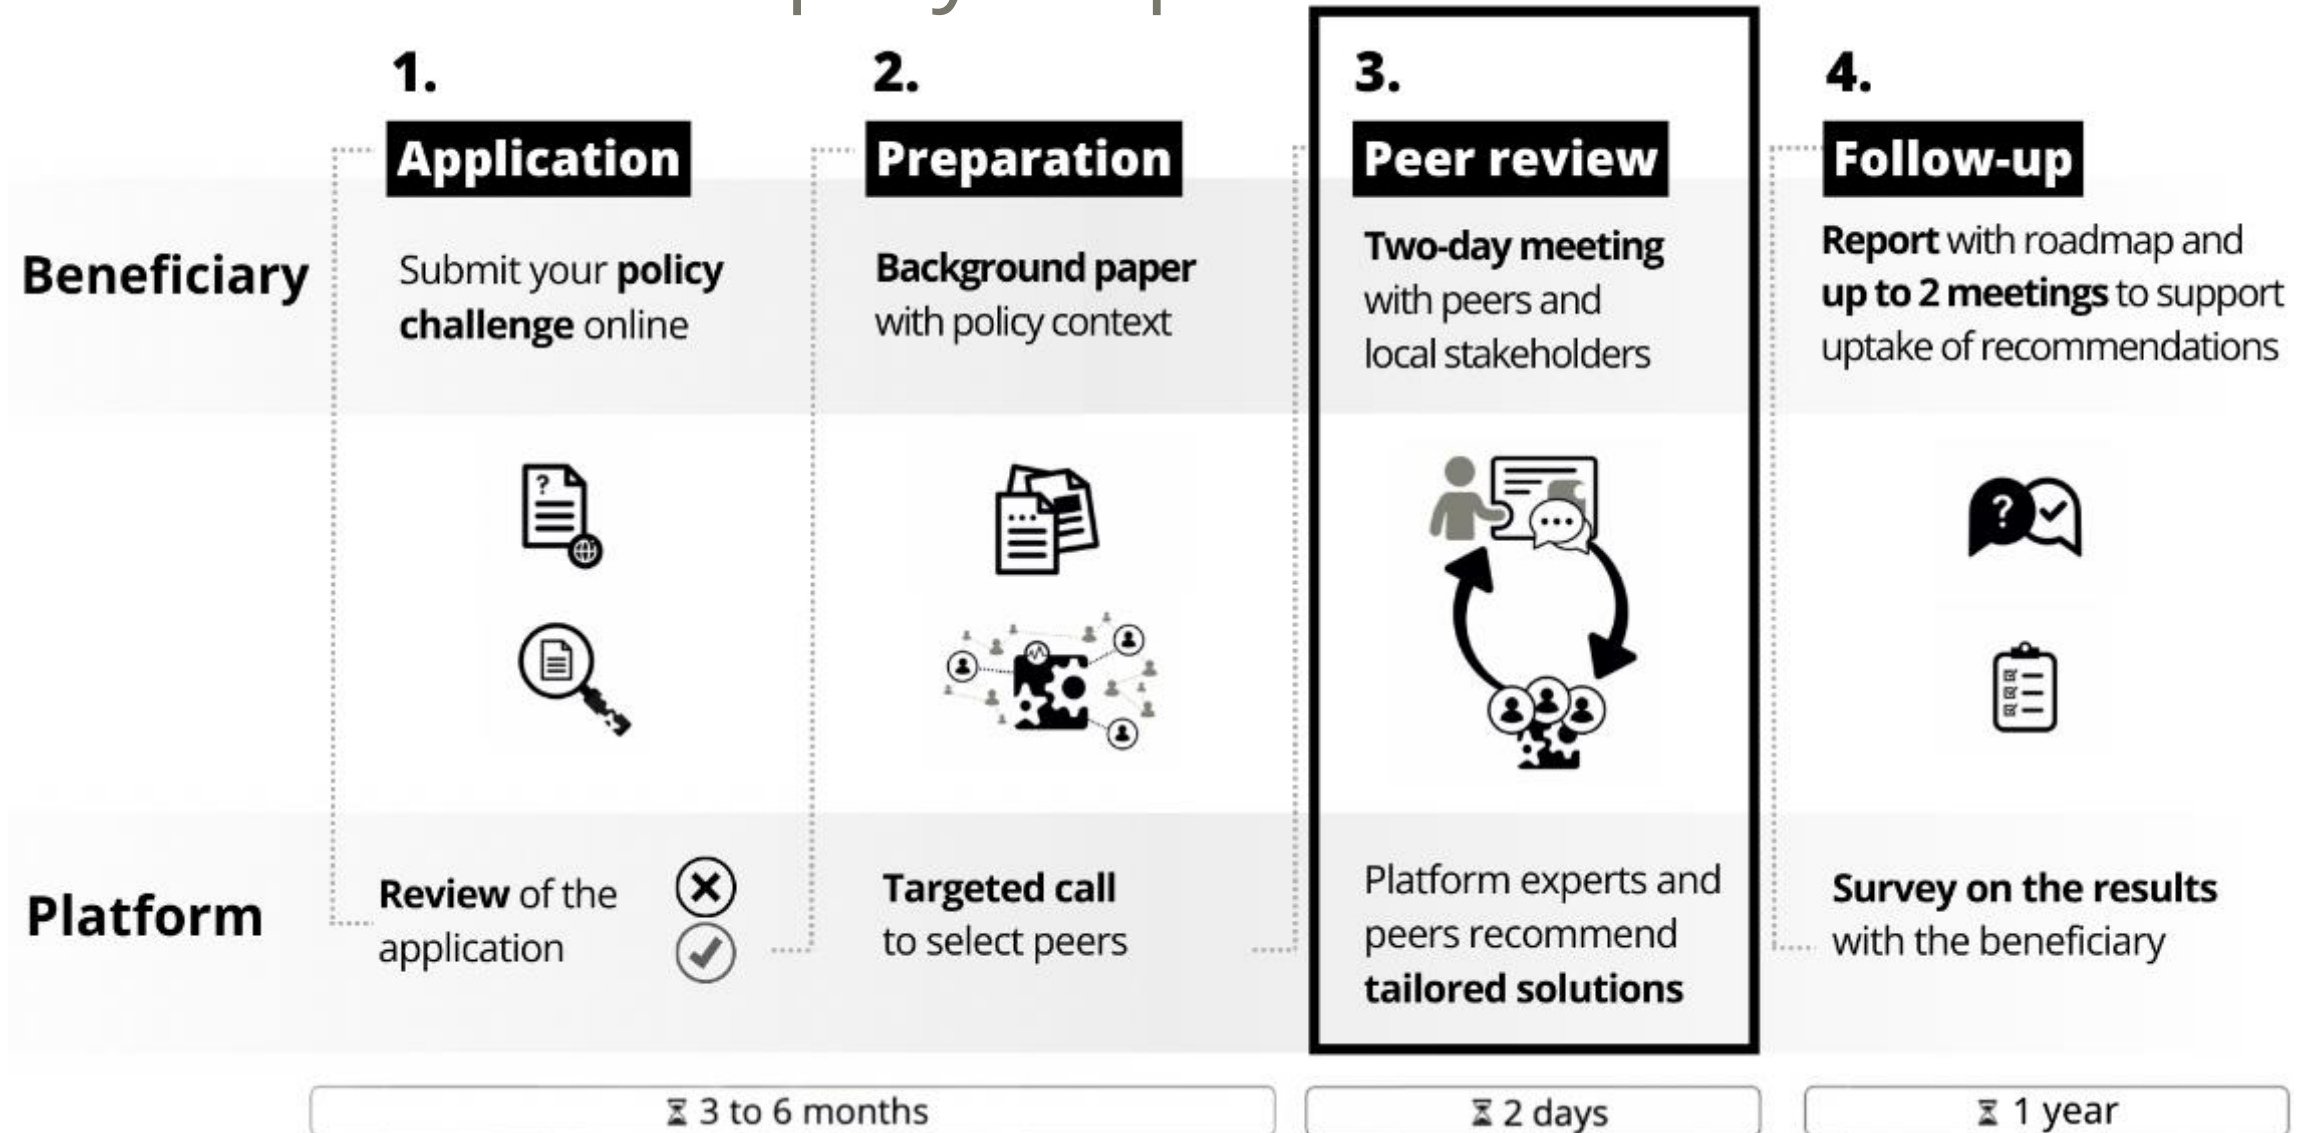 1.
Application
2.
Preparation
3.
Peer review
4.
Follow-up
Beneficiary
Submit your policy
challenge online
Background paper
with policy context
Two-day meeting
with peers and
local stakeholders
Report with roadmap and
up to 2 meetings to support
uptake of recommendations
?
?
Platform
Review of the
application
Targeted call
to select peers
Platform experts and
peers recommend
tailored solutions
Survey on the results
with the beneficiary
3 to 6 months
2 days
1 year